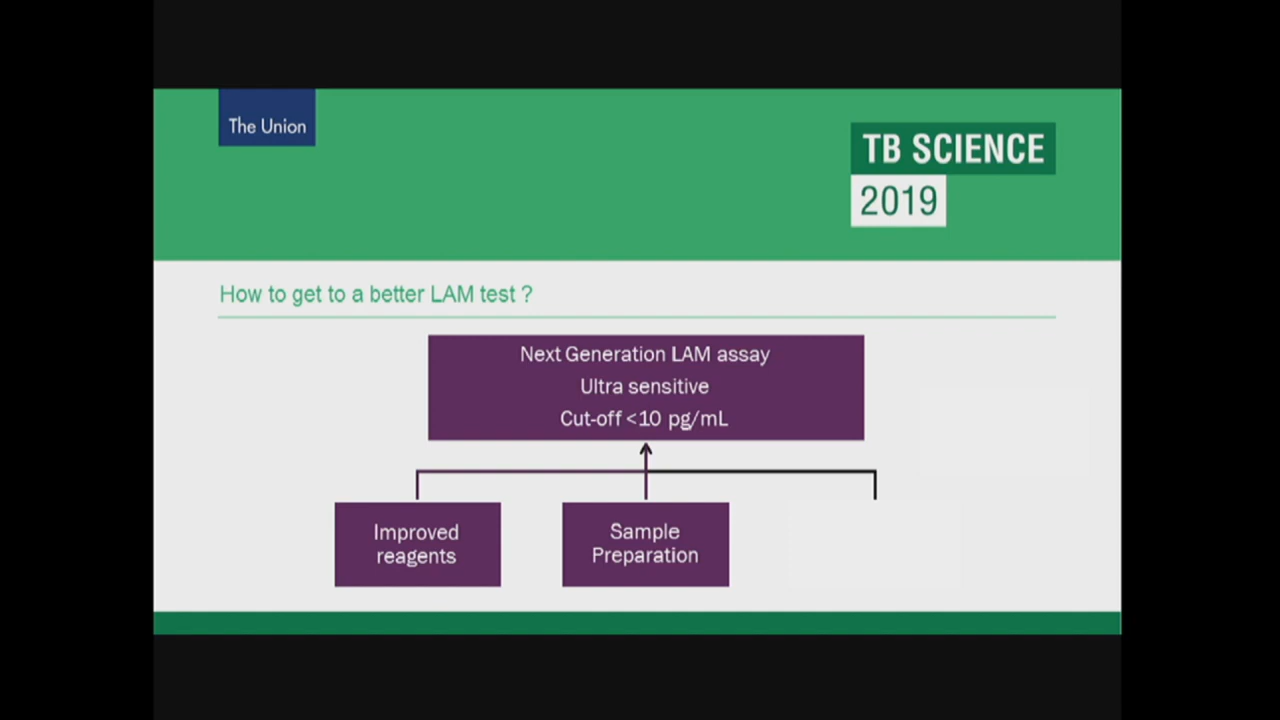 The Union
TB SCIENCE
2019
How to get to a better LAM test ?
Next Generation LAM assay
Ultra sensitive
Cut-off <10 pg/mL
Improved
reagents
Sample
Preparation